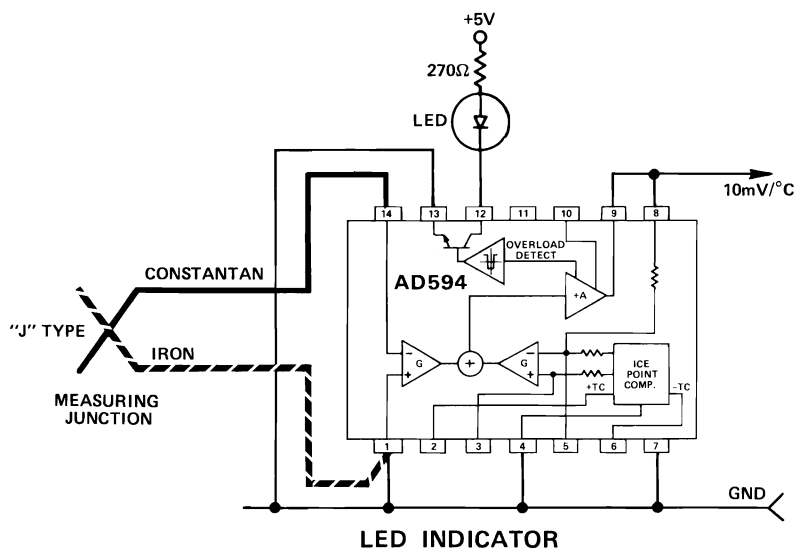 +5V
270Ω
LED
10mV/°C
14 13 12 11 10 9 8
OVERLOAD
DETECT
AD594
+A
CONSTANTAN
"J" TYPE
IRON
MEASURING
JUNCTION
− G + + − G +
ICE
POINT
COMP.
+TC −TC
1 2 3 4 5 6 7
GND
LED INDICATOR